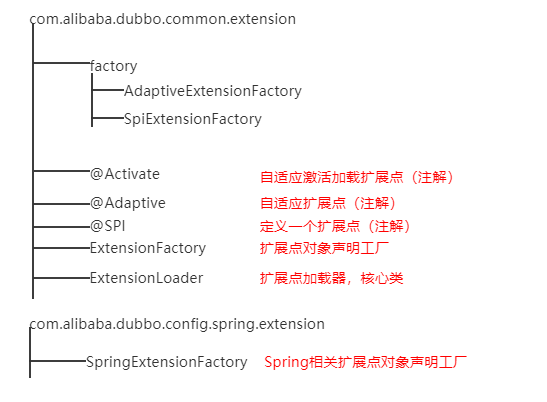 com.alibaba.dubbo.common.extension
factory
AdaptiveExtensionFactory
SpiExtensionFactory
@Activate 自适应激活加载扩展点（注解）
@Adaptive 自适应扩展点（注解）
@SPI 定义一个扩展点（注解）
ExtensionFactory 扩展点对象声明工厂
ExtensionLoader 扩展点加载器，核心类
com.alibaba.dubbo.config.spring.extension
SpringExtensionFactory Spring相关扩展点对象声明工厂